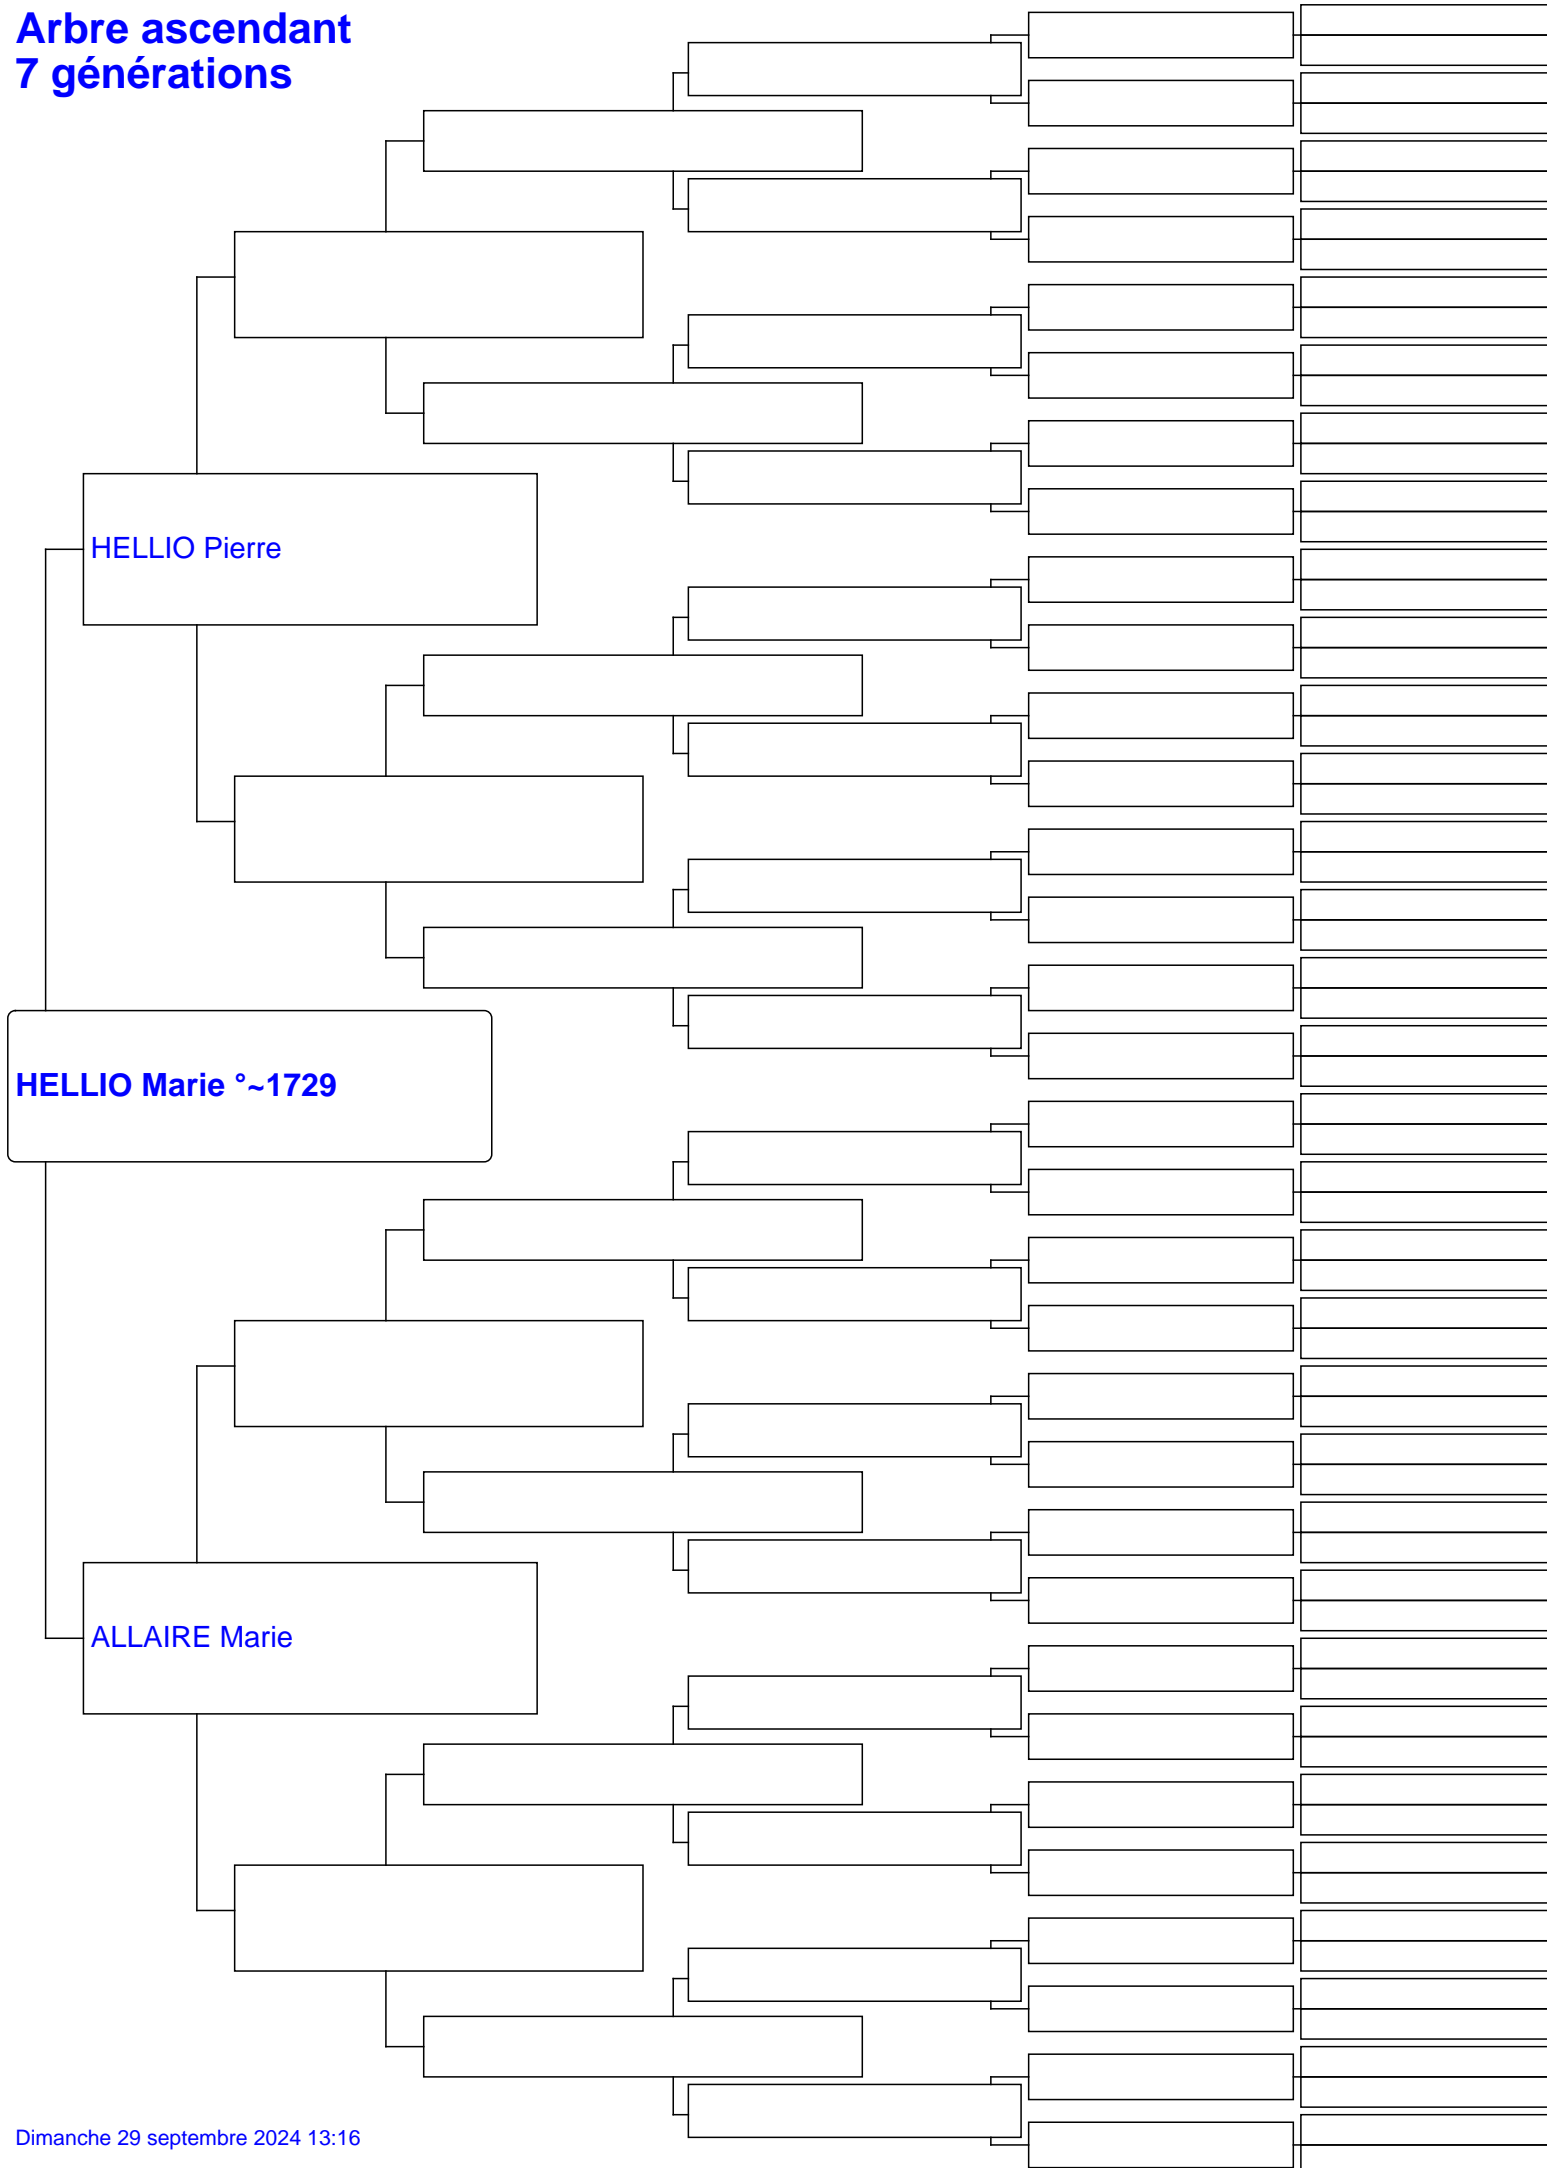 Arbre ascendant
7 générations
HELLIO Pierre
HELLIO Marie °~1729
ALLAIRE Marie
Dimanche 29 septembre 2024 13:16